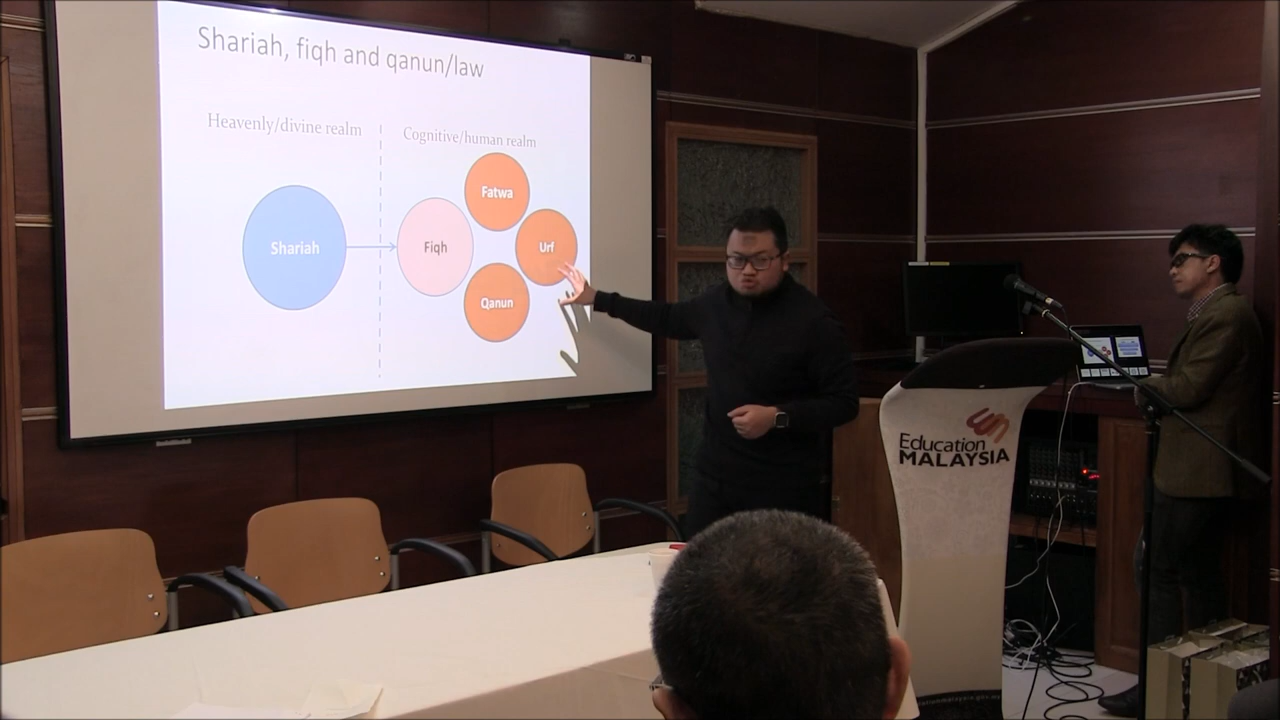 Shariah, fiqh and qanun/law
Heavenly/divine realm
Cognitive/human realm
Fatwa
Shariah
Fiqh
Urf
Qanun
Education
MALAYSIA